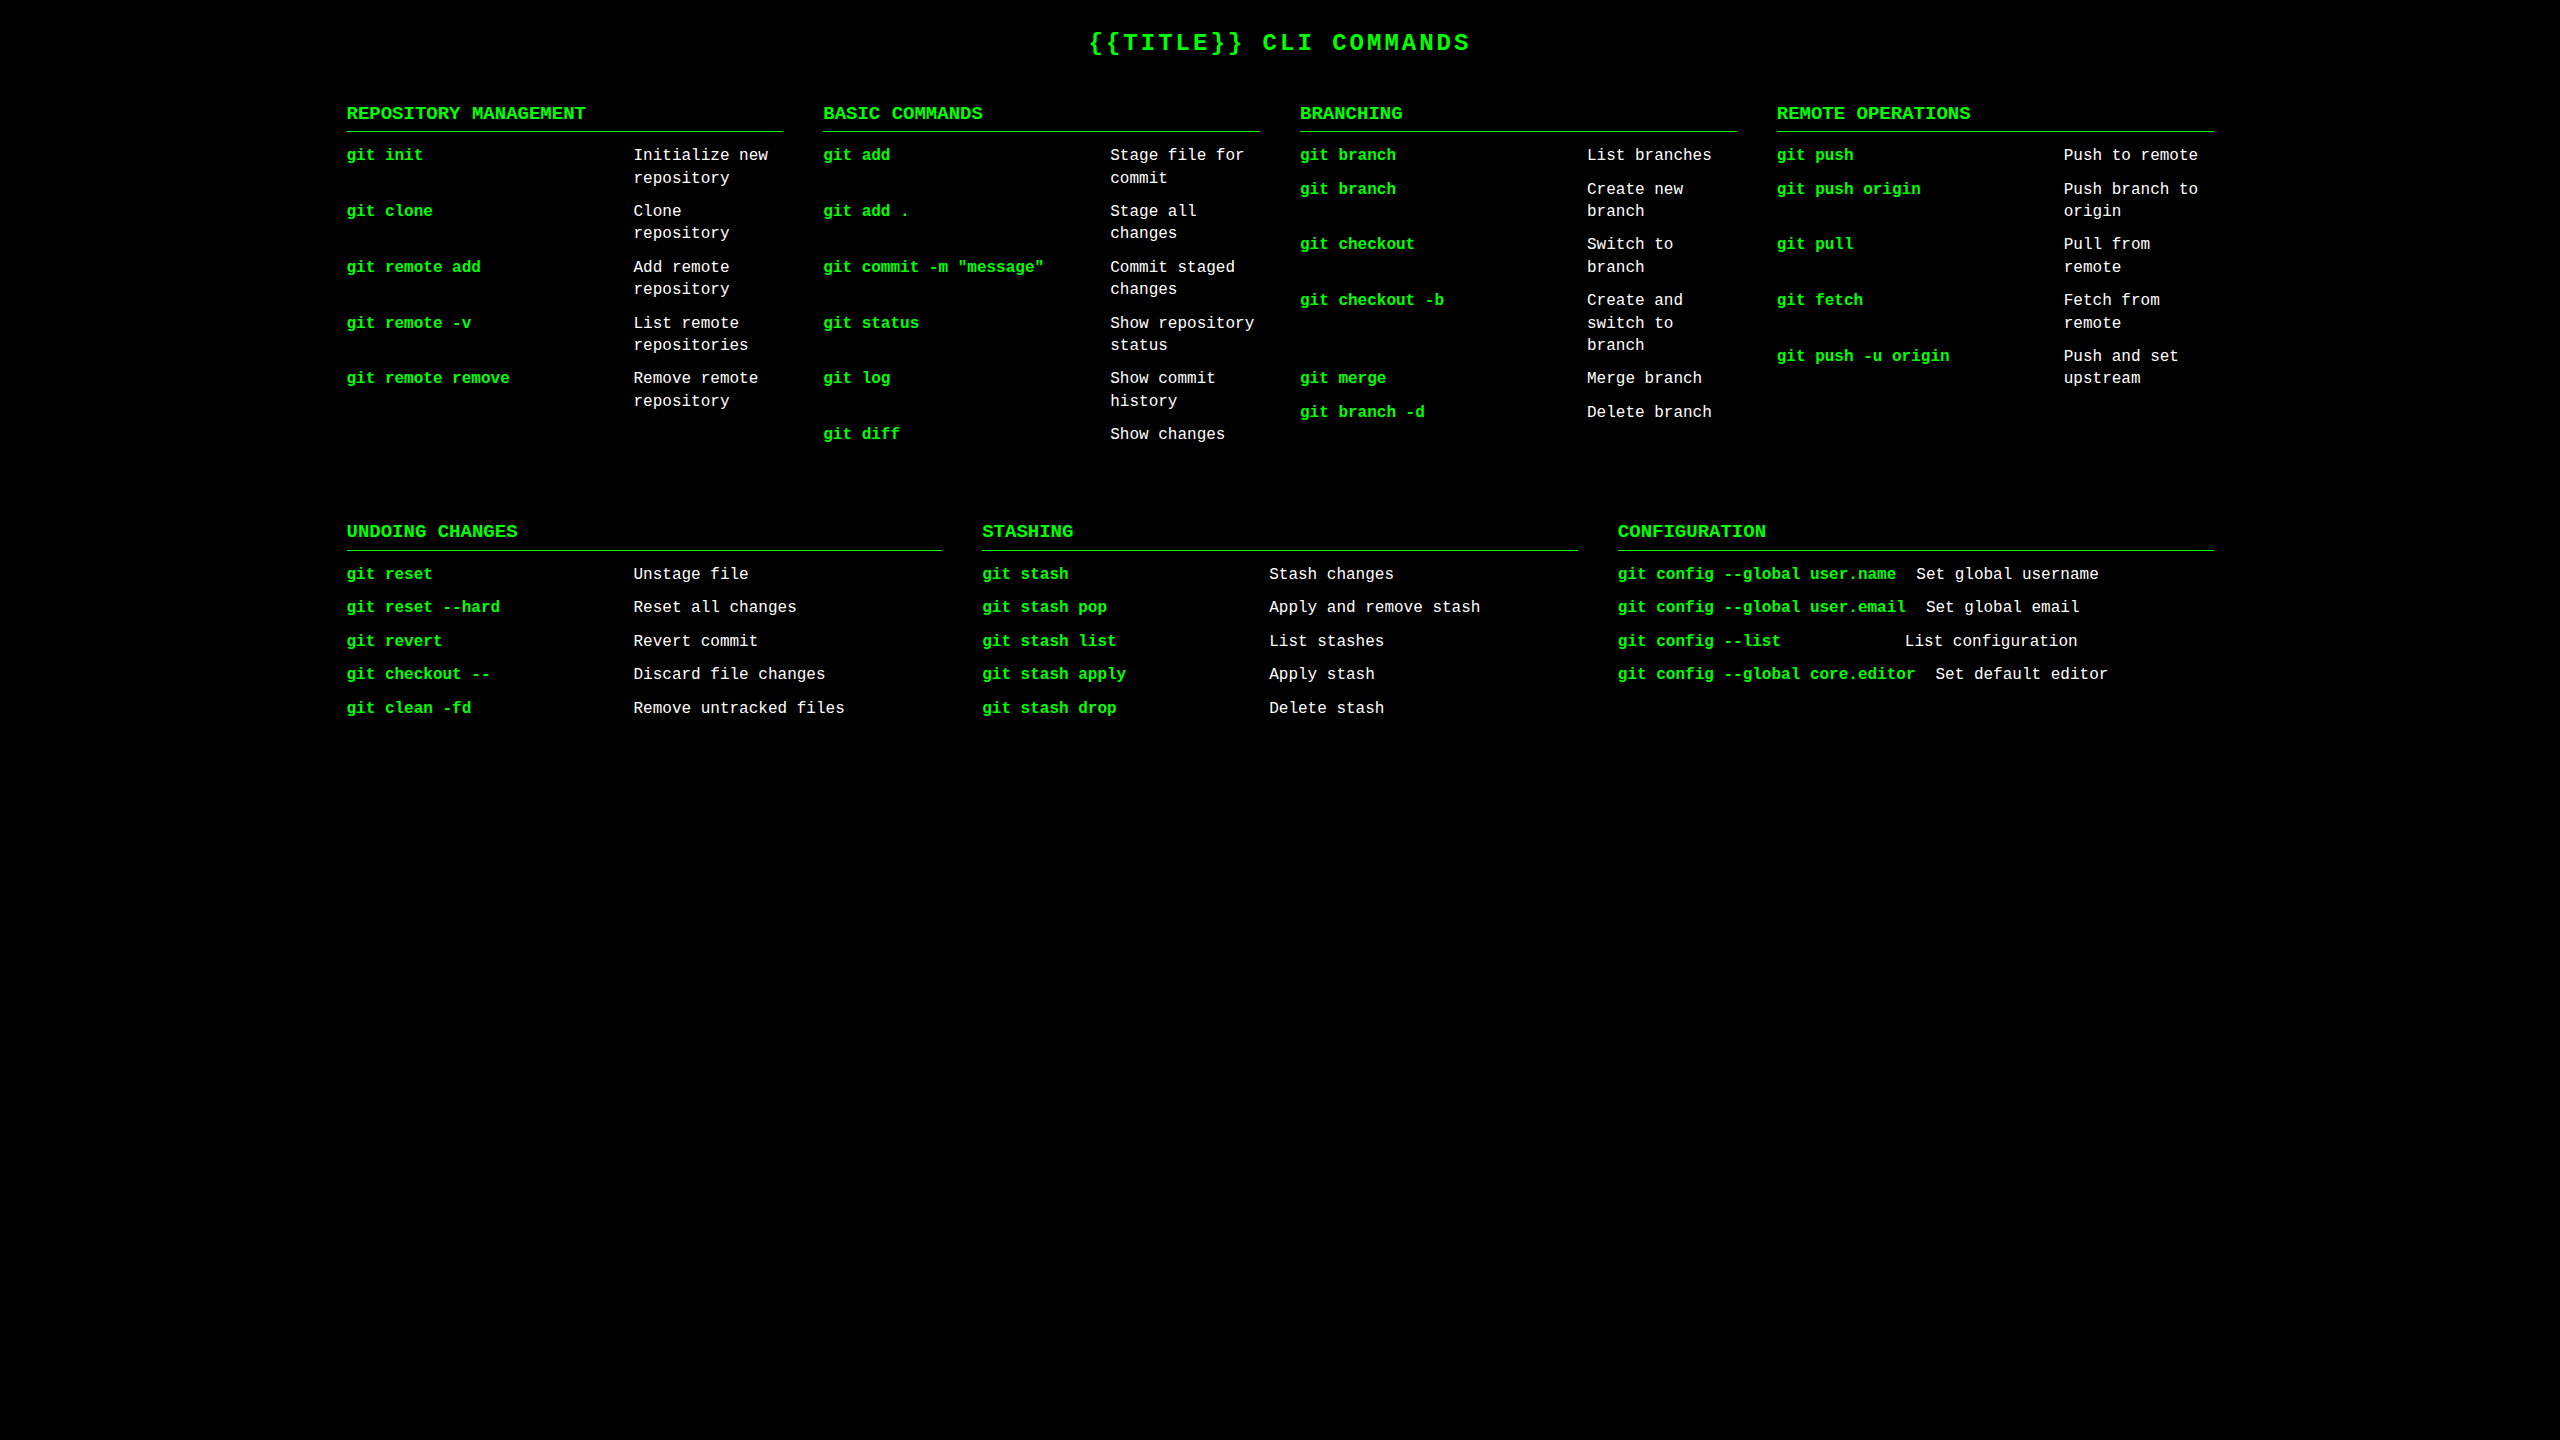 {{TITLE}} CLI COMMANDS
REPOSITORY MANAGEMENT
git init Initialize new
repository
git clone Clone
repository
git remote add Add remote
repository
git remote -v List remote
repositories
git remote remove Remove remote
repository
BASIC COMMANDS
git add Stage file for
commit
git add . Stage all
changes
git commit -m "message" Commit staged
changes
git status Show repository
status
git log Show commit
history
git diff Show changes
BRANCHING
git branch List branches
git branch Create new
branch
git checkout Switch to
branch
git checkout -b Create and
switch to
branch
git merge Merge branch
git branch -d Delete branch
REMOTE OPERATIONS
git push Push to remote
git push origin Push branch to
origin
git pull Pull from
remote
git fetch Fetch from
remote
git push -u origin Push and set
upstream
UNDOING CHANGES
git reset Unstage file
git reset --hard Reset all changes
git revert Revert commit
git checkout -- Discard file changes
git clean -fd Remove untracked files
STASHING
git stash Stash changes
git stash pop Apply and remove stash
git stash list List stashes
git stash apply Apply stash
git stash drop Delete stash
CONFIGURATION
git config --global user.name Set global username
git config --global user.email Set global email
git config --list List configuration
git config --global core.editor Set default editor